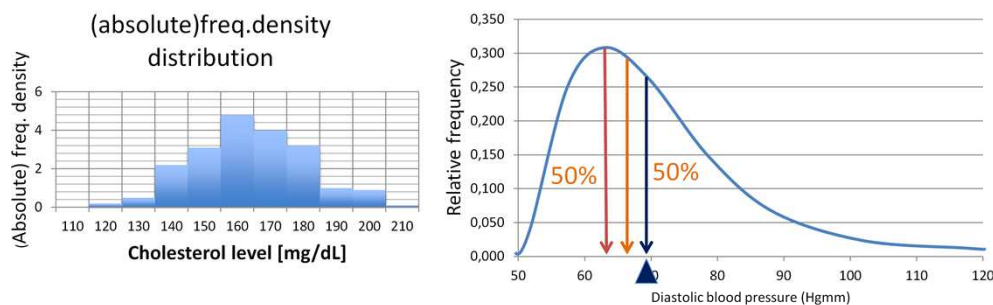 (absolute)freq.density
distribution
(Absolute) freq. density
6
4
2
0
110 120 130 140 150 160 170 180 190 200 210
Cholesterol level [mg/dL]
Relative frequency
0,350
0,300
0,250
0,200
0,150
0,100
0,050
0,000
50% 50%
50 60 70 80 90 100 110 120
Diastolic blood pressure (Hgmm)